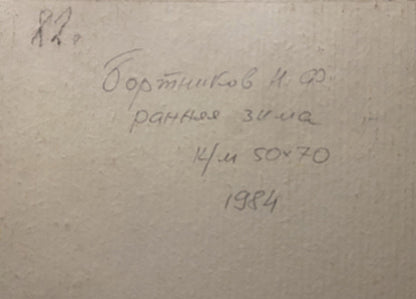 82.
Бортников И. Ф.
ранняя зима
к/м 50×70
1984